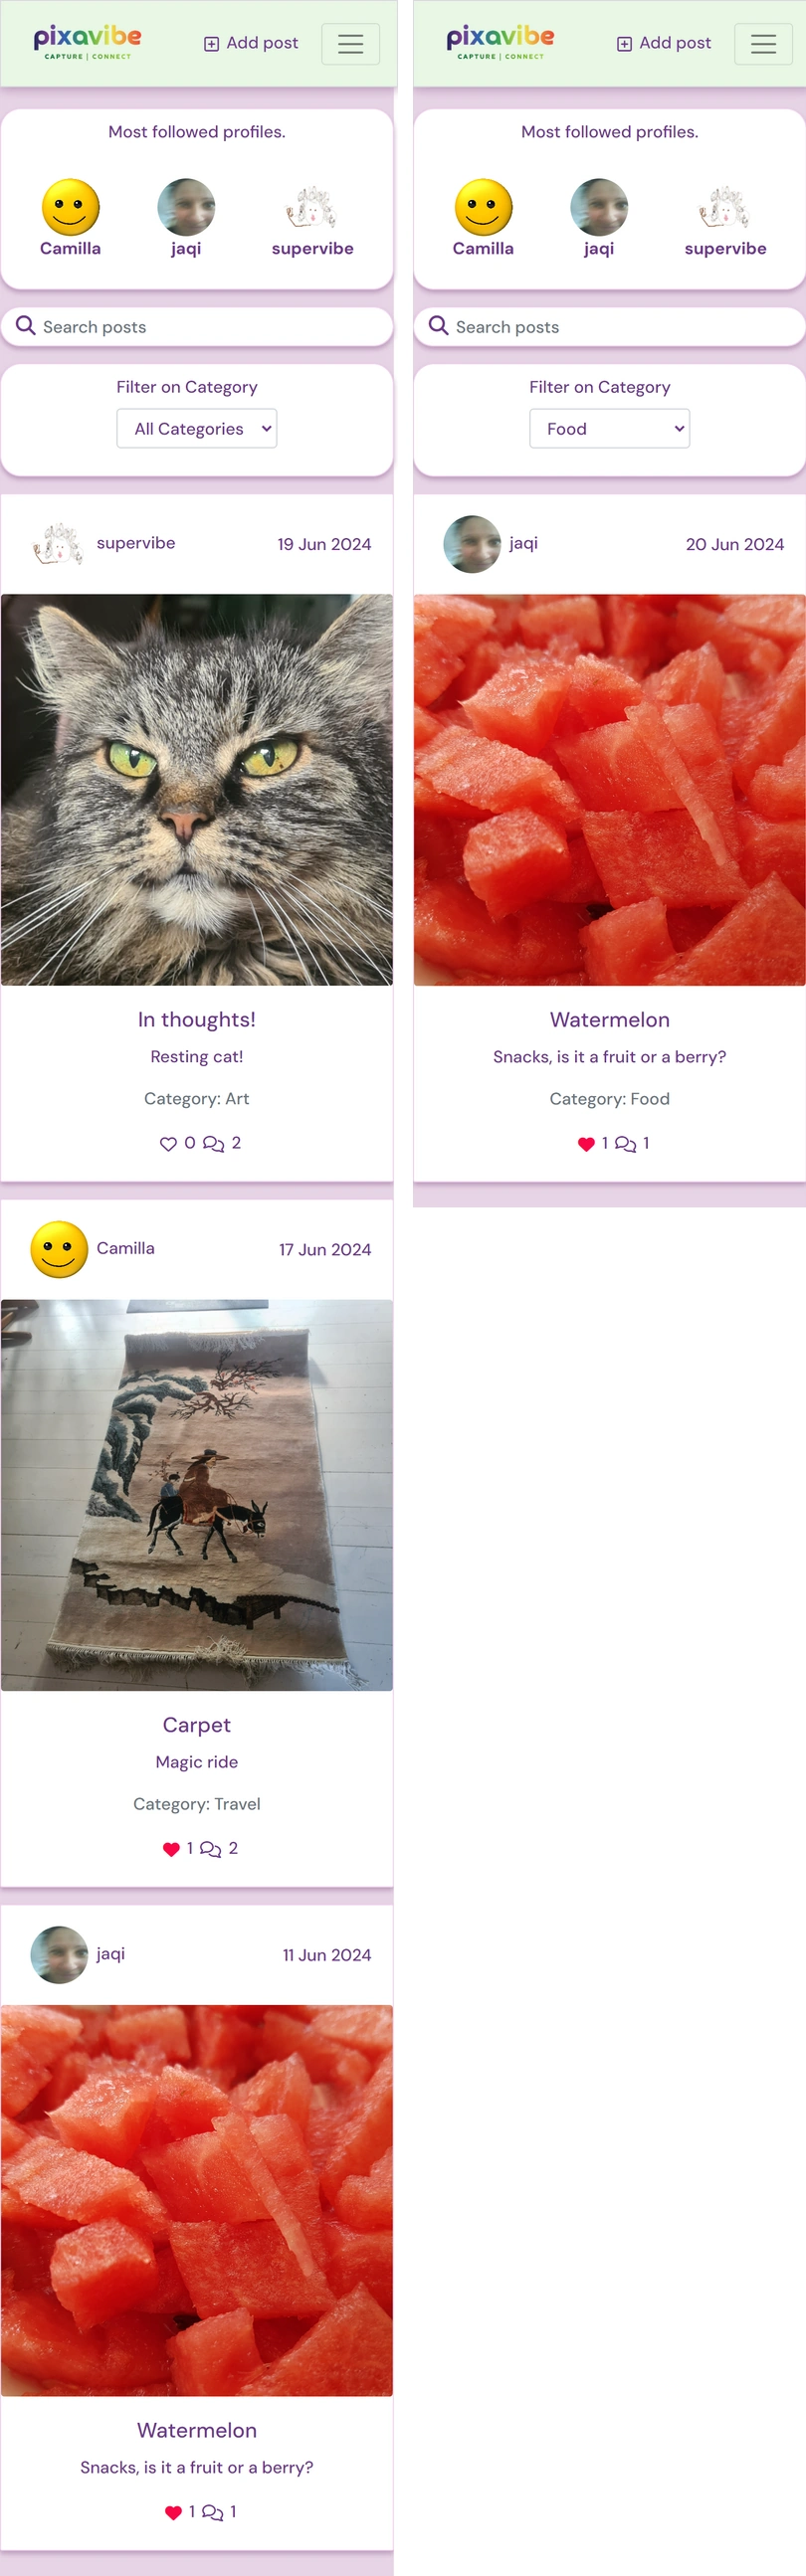 pixavibe
CAPTURE | CONNECT
Add post
Most followed profiles.
Camilla
jaqi
supervibe
Search posts
Filter on Category
All Categories
supervibe
19 Jun 2024
In thoughts!
Resting cat!
Category: Art
0
2
Camilla
17 Jun 2024
Carpet
Magic ride
Category: Travel
1
2
jaqi
11 Jun 2024
Watermelon
Snacks, is it a fruit or a berry?
1
1
pixavibe
CAPTURE | CONNECT
Add post
Most followed profiles.
Camilla
jaqi
supervibe
Search posts
Filter on Category
Food
jaqi
20 Jun 2024
Watermelon
Snacks, is it a fruit or a berry?
Category: Food
1
1